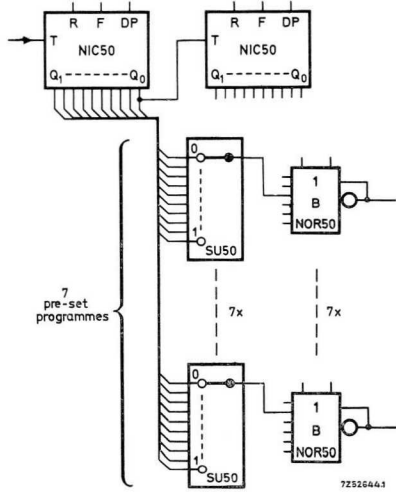 R F DP R F DP
T NIC50 T NIC50
Q1 Q0 Q1 Q0
0 1
B
1 NOR50
SU50
7
pre-set
programmes
7x 7x
0 1
B
1 NOR50
SU50
7Z52644.1